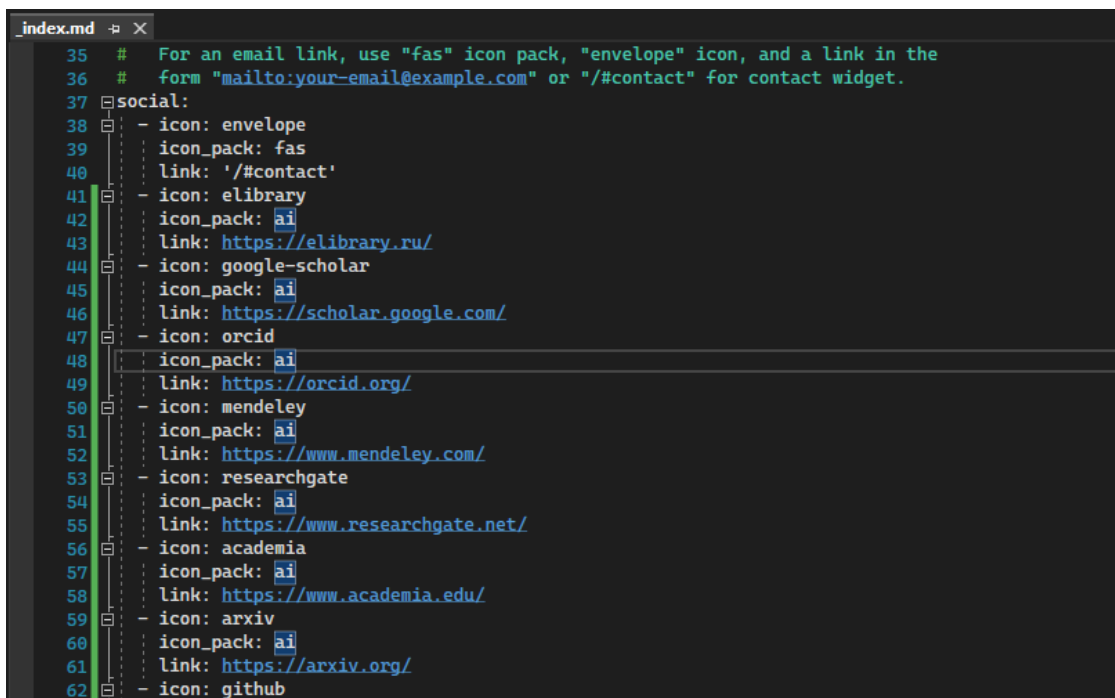 _index.md
35 # For an email link, use "fas" icon pack, "envelope" icon, and a link in the
36 # form "mailto:your-email@example.com" or "/#contact" for contact widget.
37 social:
38 - icon: envelope
39 icon_pack: fas
40 link: '/#contact'
41 - icon: elibrary
42 icon_pack: ai
43 link: https://elibrary.ru/
44 - icon: google-scholar
45 icon_pack: ai
46 link: https://scholar.google.com/
47 - icon: orcid
48 icon_pack: ai
49 link: https://orcid.org/
50 - icon: mendeley
51 icon_pack: ai
52 link: https://www.mendeley.com/
53 - icon: researchgate
54 icon_pack: ai
55 link: https://www.researchgate.net/
56 - icon: academia
57 icon_pack: ai
58 link: https://www.academia.edu/
59 - icon: arxiv
60 icon_pack: ai
61 link: https://arxiv.org/
62 - icon: github